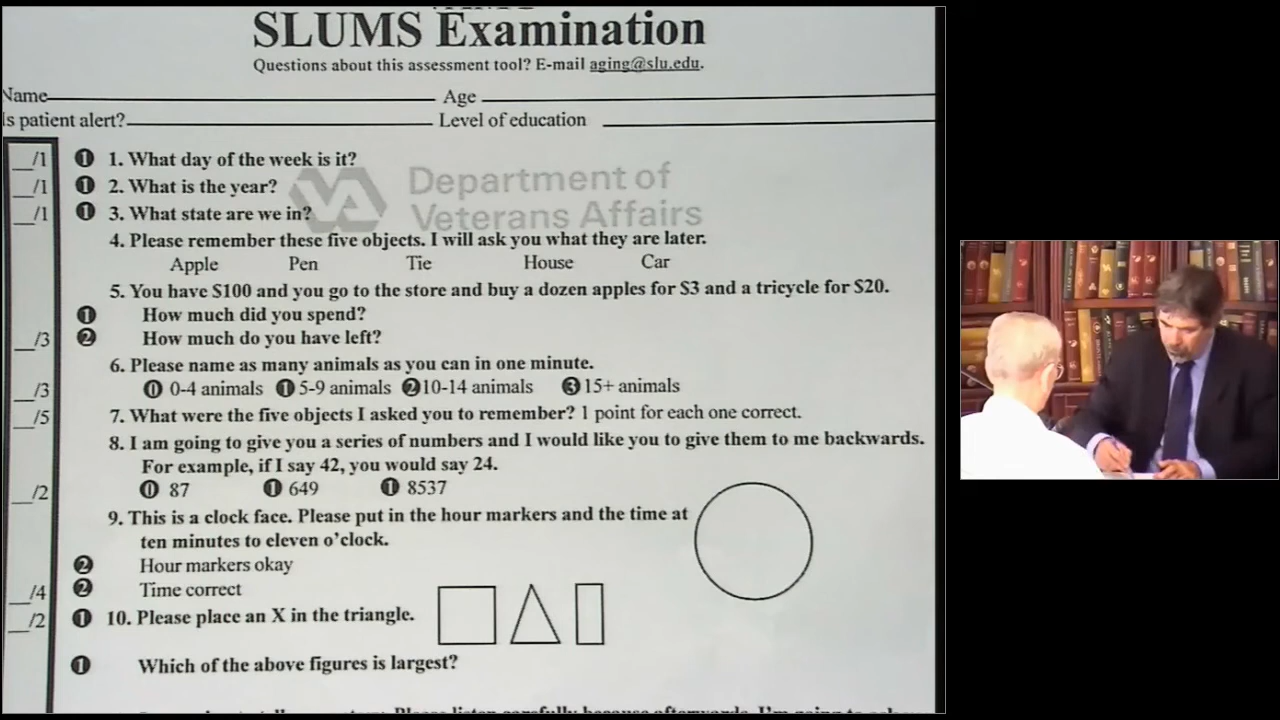 SLUMS Examination
Questions about this assessment tool? E-mail aging@slu.edu.
Name Age
Is patient alert? Level of education
__/1 1 1. What day of the week is it?
__/1 1 2. What is the year?
__/1 1 3. What state are we in?
Department of
Veterans Affairs
4. Please remember these five objects. I will ask you what they are later.
Apple Pen Tie House Car
5. You have $100 and you go to the store and buy a dozen apples for $3 and a tricycle for $20.
1 How much did you spend?
__/3 2 How much do you have left?
6. Please name as many animals as you can in one minute.
__/3 0 0-4 animals 1 5-9 animals 2 10-14 animals 3 15+ animals
__/5 7. What were the five objects I asked you to remember? 1 point for each one correct.
8. I am going to give you a series of numbers and I would like you to give them to me backwards.
For example, if I say 42, you would say 24.
__/2 0 87 1 649 1 8537
9. This is a clock face. Please put in the hour markers and the time at
ten minutes to eleven o'clock.
2 Hour markers okay
__/4 2 Time correct
__/2 1 10. Please place an X in the triangle.
1 Which of the above figures is largest?